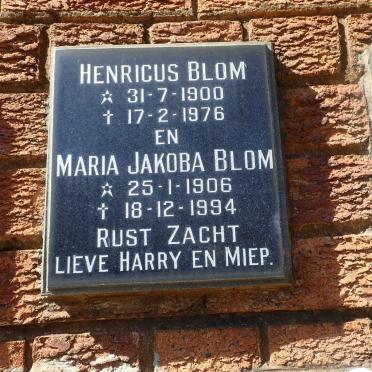 HENRICUS BLOM
☆ 31-7-1900
† 17-2-1976
EN
MARIA JAKOBA BLOM
☆ 25-1-1906
† 18-12-1994
RUST ZACHT
LIEVE HARRY EN MIEP.